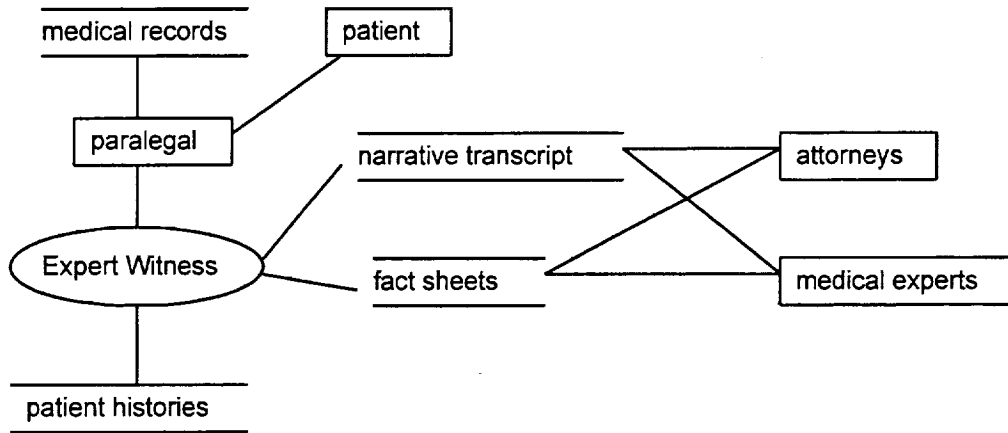 medical records
patient
paralegal
narrative transcript
attorneys
Expert Witness
fact sheets
medical experts
patient histories